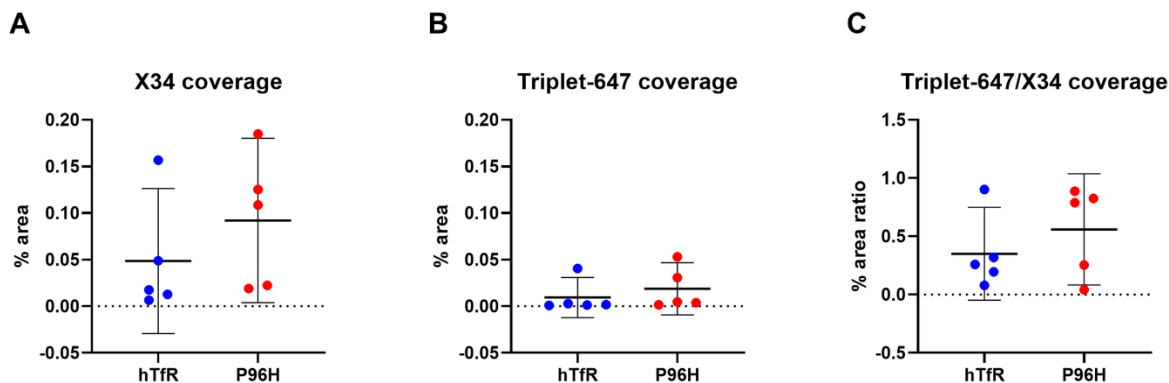 A
X34 coverage
% area
0.20
0.15
0.10
0.05
0.00
-0.05
hTfR P96H
B
Triplet-647 coverage
% area
0.20
0.15
0.10
0.05
0.00
-0.05
hTfR P96H
C
Triplet-647/X34 coverage
% area ratio
1.5
1.0
0.5
0.0
-0.5
hTfR P96H